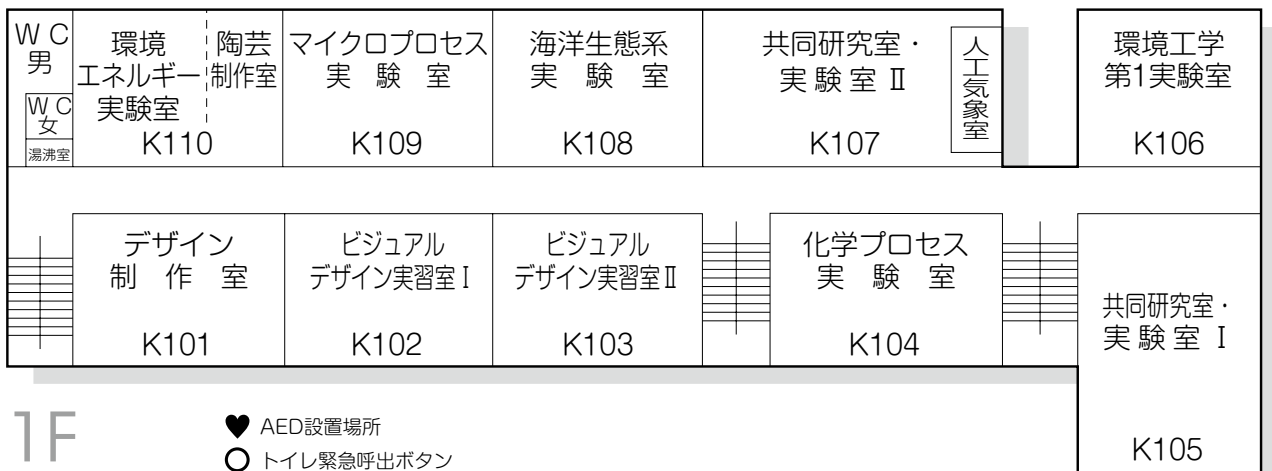 WC
男
WC
女
湯沸室
環境
エネルギー
実験室
陶芸
制作室
K110
マイクロプロセス
実験室
K109
海洋生態系
実験室
K108
共同研究室・
実験室Ⅱ
K107
人工気象室
環境工学
第1実験室
K106
デザイン
制作室
K101
ビジュアル
デザイン実習室Ⅰ
K102
ビジュアル
デザイン実習室Ⅱ
K103
化学プロセス
実験室
K104
共同研究室・
実験室Ⅰ
K105
1F
♥ AED設置場所
○ トイレ緊急呼出ボタン